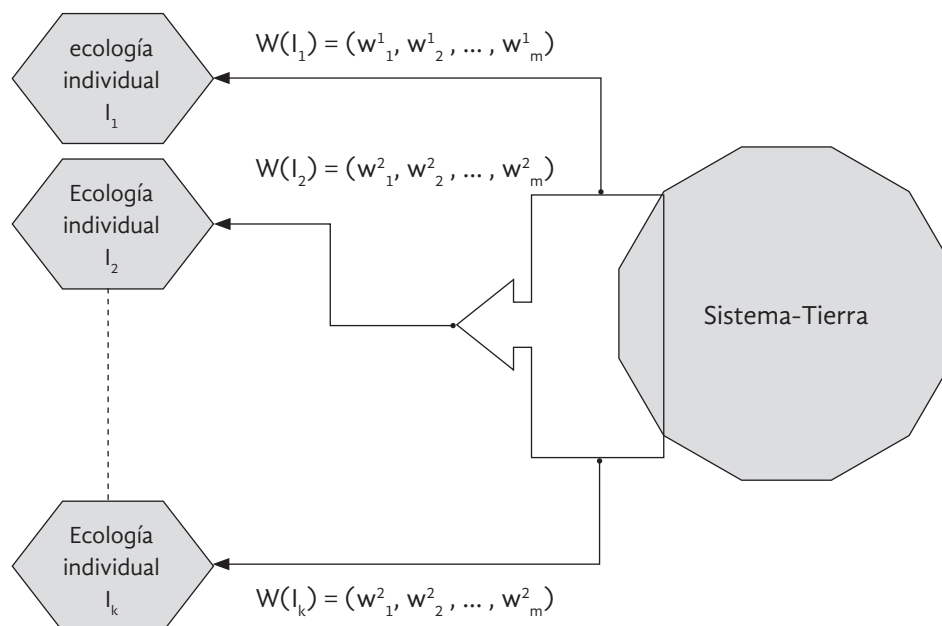 ecología
individual
I₁
W(I₁) = (w¹₁, w¹₂ , ... , w¹ₘ)
W(I₂) = (w²₁, w²₂ , ... , w²ₘ)
Ecología
individual
I₂
Sistema-Tierra
Ecología
individual
Iₖ
W(Iₖ) = (w²₁, w²₂ , ... , w²ₘ)